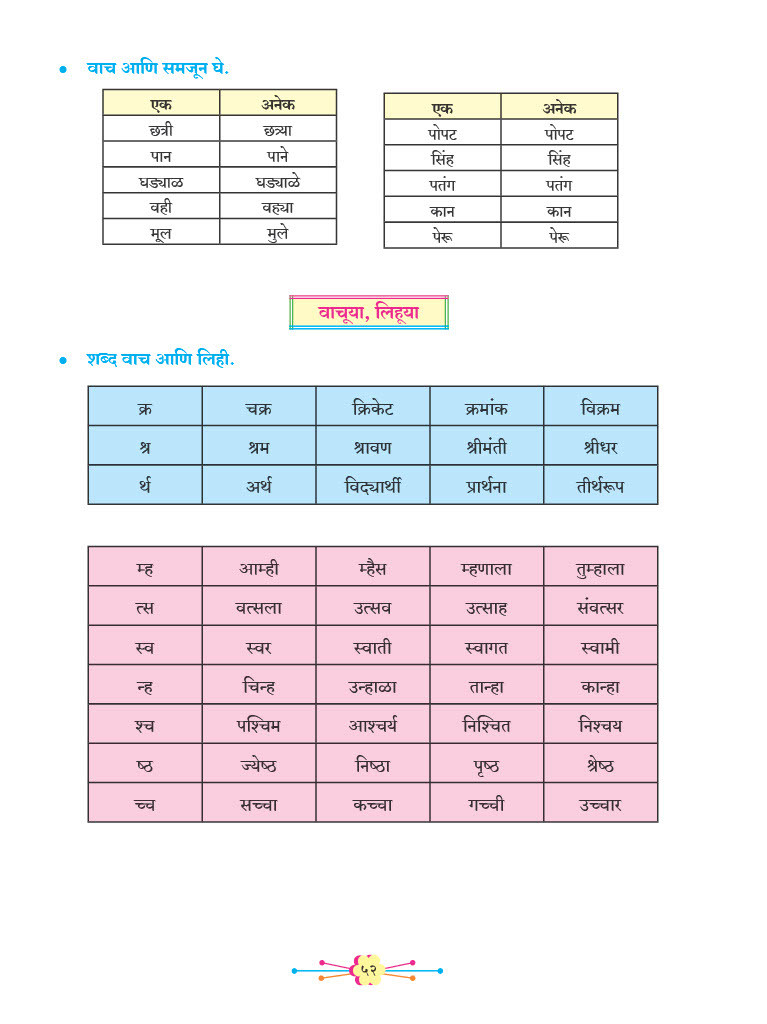 • वाच आणि समजून घे.
एक अनेक
छत्री छत्र्या
पान पाने
घड्याळ घड्याळे
वही वह्या
मूल मुले
एक अनेक
पोपट पोपट
सिंह सिंह
पतंग पतंग
कान कान
पेरू पेरू
वाचूया, लिहूया
• शब्द वाच आणि लिही.
क्र चक्र क्रिकेट क्रमांक विक्रम
श्र श्रम श्रावण श्रीमंती श्रीधर
र्थ अर्थ विद्यार्थी प्रार्थना तीर्थरूप
म्ह आम्ही म्हैस म्हणाला तुम्हाला
त्स वत्सला उत्सव उत्साह संवत्सर
स्व स्वर स्वाती स्वागत स्वामी
न्ह चिन्ह उन्हाळा तान्हा कान्हा
श्च पश्चिम आश्चर्य निश्चित निश्चय
ष्ठ ज्येष्ठ निष्ठा पृष्ठ श्रेष्ठ
च्च सच्चा कच्चा गच्ची उच्चार
५२